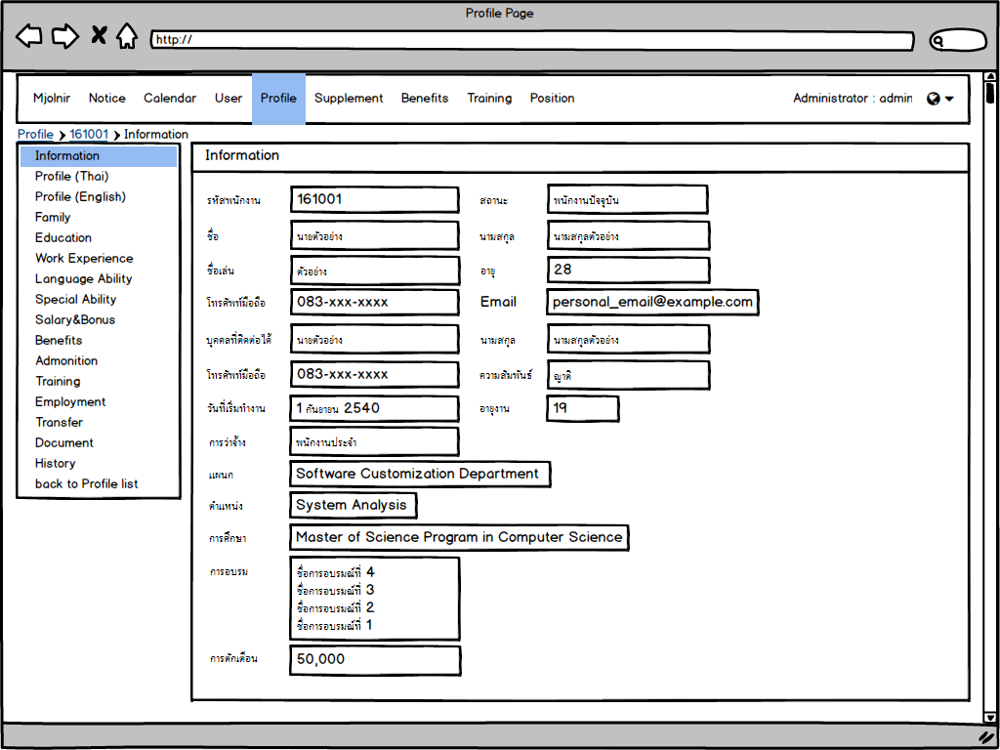 Profile Page
http://
Mjolnir Notice Calendar User Profile Supplement Benefits Training Position Administrator : admin
Profile ❯ 161001 ❯ Information
Information
Profile (Thai)
Profile (English)
Family
Education
Work Experience
Language Ability
Special Ability
Salary&Bonus
Benefits
Admonition
Training
Employment
Transfer
Document
History
back to Profile list
Information
รหัสพนักงาน 161001 สถานะ พนักงานปัจจุบัน
ชื่อ นายตัวอย่าง นามสกุล นามสกุลตัวอย่าง
ชื่อเล่น ตัวอย่าง อายุ 28
โทรศัพท์มือถือ 083-xxx-xxxx Email personal_email@example.com
บุคคลที่ติดต่อได้ นายตัวอย่าง นามสกุล นามสกุลตัวอย่าง
โทรศัพท์มือถือ 083-xxx-xxxx ความสัมพันธ์ ญาติ
วันที่เริ่มทำงาน 1 กันยายน 2540 อายุงาน 19
การว่าจ้าง พนักงานประจำ
แผนก Software Customization Department
ตำแหน่ง System Analysis
การศึกษา Master of Science Program in Computer Science
การอบรม ชื่อการอบรมณ์ที่ 4
ชื่อการอบรมณ์ที่ 3
ชื่อการอบรมณ์ที่ 2
ชื่อการอบรมณ์ที่ 1
การตักเตือน 50,000